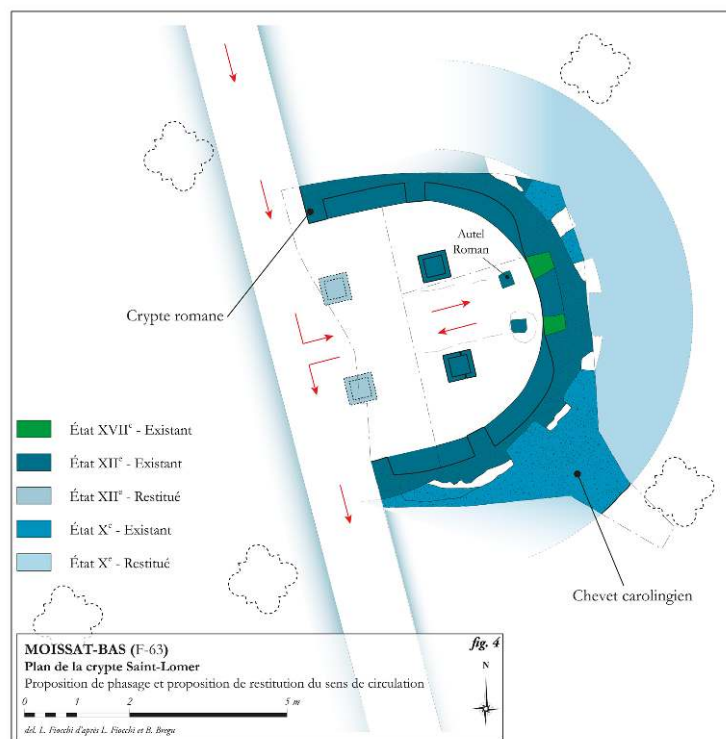 Autel
Roman
Crypte romane
État XVIIᵉ - Existant
État XIIᵉ - Existant
État XIIᵉ - Restitué
État Xᵉ - Existant
État Xᵉ - Restitué
Chevet carolingien
MOISSAT-BAS (F-63)
fig. 4
Plan de la crypte Saint-Lomer
Proposition de phasage et proposition de restitution du sens de circulation
N
0 1 2 5 m
del. L. Fiocchi d'après L. Fiocchi et B. Bregu